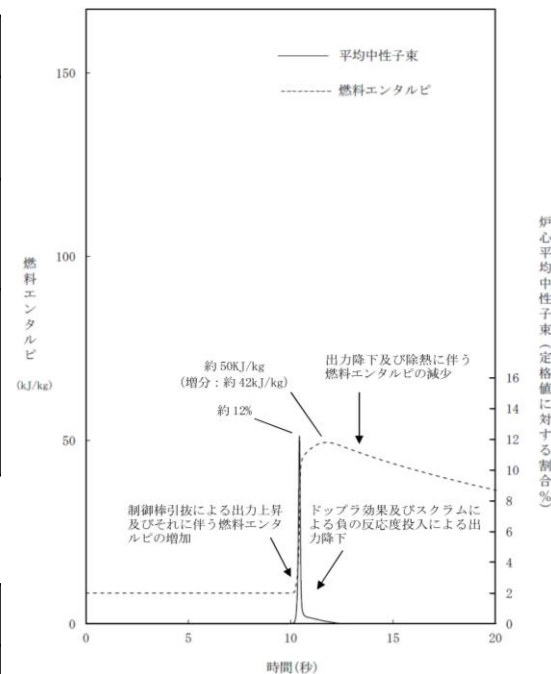 平均中性子束
燃料エンタルピ
150
100
50
0
燃料エンタルピ
(kJ/kg)
約 50KJ/kg
(増分：約 42kJ/kg)
約 12%
出力降下及び除熱に伴う
燃料エンタルピの減少
制御棒引抜による出力上昇
及びそれに伴う燃料エンタ
ルピの増加
ドップラ効果及びスクラム
による負の反応度投入による出
力降下
16
14
12
10
8
6
4
2
0
炉心平均中性子束(定格値に対する割合%)
0
5
10
15
20
時間(秒)